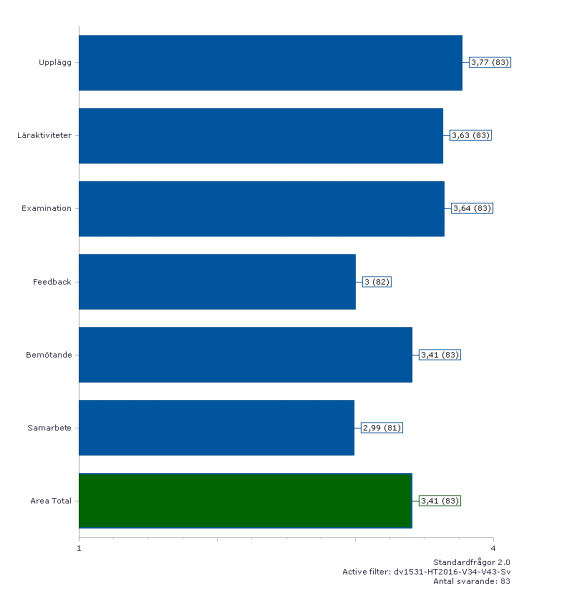 Upplägg
3,77 (83)
Läraktiviteter
3,63 (83)
Examination
3,64 (83)
Feedback
3 (82)
Bemötande
3,41 (83)
Samarbete
2,99 (81)
Area Total
3,41 (83)
1
4
Standardfrågor 2.0
Active filter: dv1531-HT2016-V34-V43-Sv
Antal svarande: 83